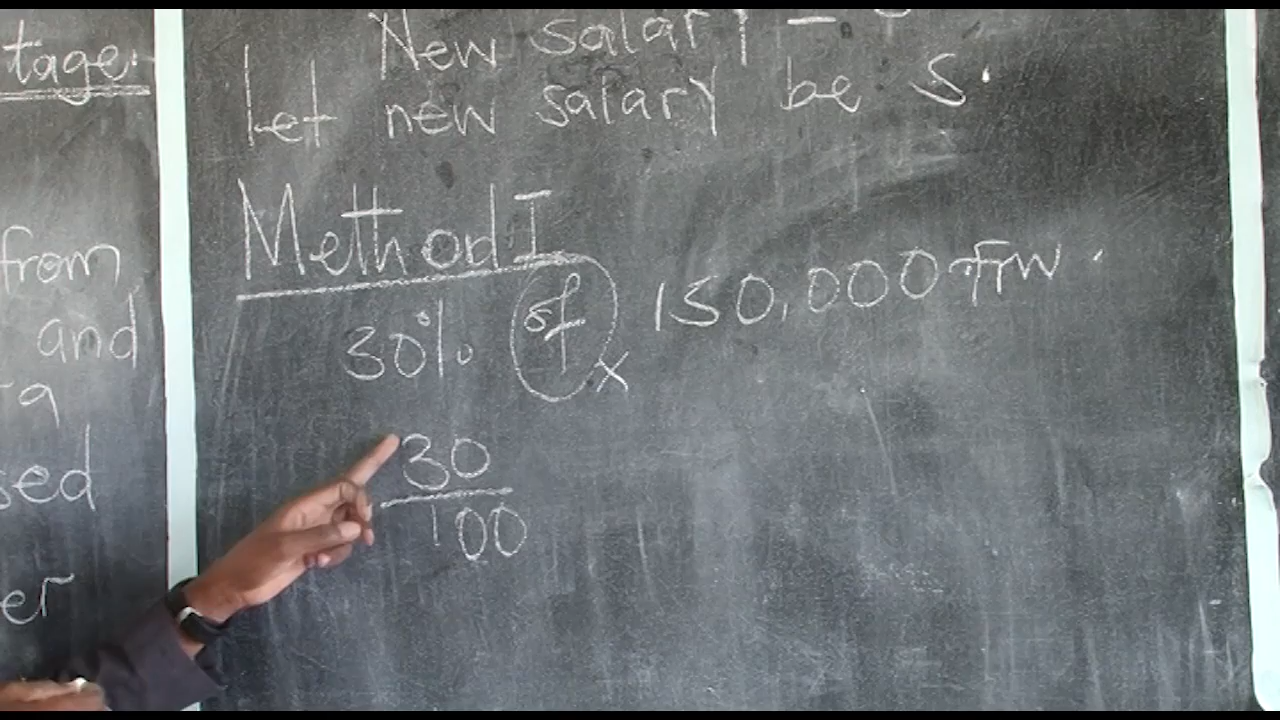 tage.
from
and
sed
er
New salary =
Let new salary be S.
Method I
30% of x 150,000 Frw.
30
100